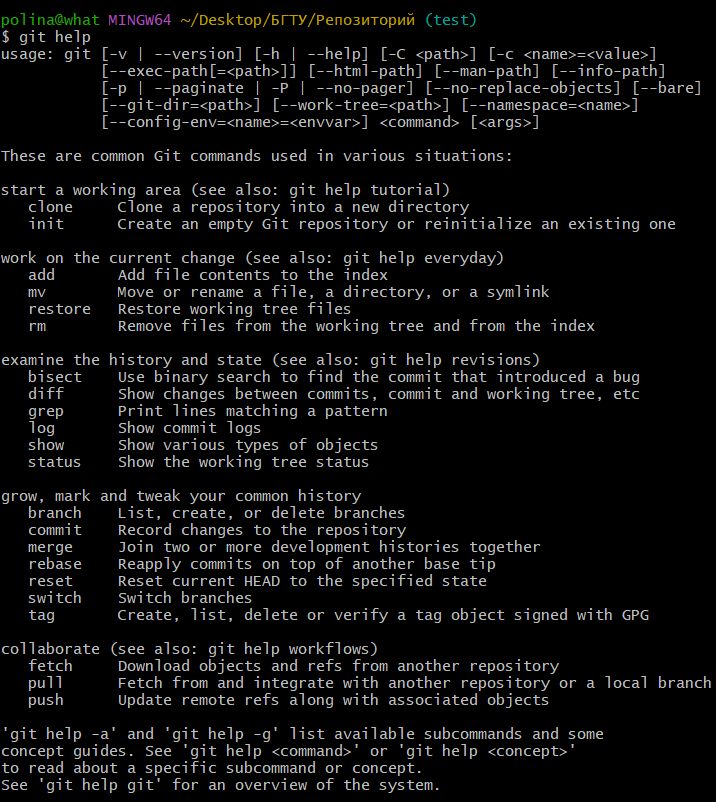 polina@what MINGW64 ~/Desktop/БГТУ/Репозиторий (test)
$ git help
usage: git [-v | --version] [-h | --help] [-C <path>] [-c <name>=<value>]
           [--exec-path[=<path>]] [--html-path] [--man-path] [--info-path]
           [-p | --paginate | -P | --no-pager] [--no-replace-objects] [--bare]
           [--git-dir=<path>] [--work-tree=<path>] [--namespace=<name>]
           [--config-env=<name>=<envvar>] <command> [<args>]

These are common Git commands used in various situations:

start a working area (see also: git help tutorial)
   clone     Clone a repository into a new directory
   init      Create an empty Git repository or reinitialize an existing one

work on the current change (see also: git help everyday)
   add       Add file contents to the index
   mv        Move or rename a file, a directory, or a symlink
   restore   Restore working tree files
   rm        Remove files from the working tree and from the index

examine the history and state (see also: git help revisions)
   bisect    Use binary search to find the commit that introduced a bug
   diff      Show changes between commits, commit and working tree, etc
   grep      Print lines matching a pattern
   log       Show commit logs
   show      Show various types of objects
   status    Show the working tree status

grow, mark and tweak your common history
   branch    List, create, or delete branches
   commit    Record changes to the repository
   merge     Join two or more development histories together
   rebase    Reapply commits on top of another base tip
   reset     Reset current HEAD to the specified state
   switch    Switch branches
   tag       Create, list, delete or verify a tag object signed with GPG

collaborate (see also: git help workflows)
   fetch     Download objects and refs from another repository
   pull      Fetch from and integrate with another repository or a local branch
   push      Update remote refs along with associated objects

'git help -a' and 'git help -g' list available subcommands and some
concept guides. See 'git help <command>' or 'git help <concept>'
to read about a specific subcommand or concept.
See 'git help git' for an overview of the system.